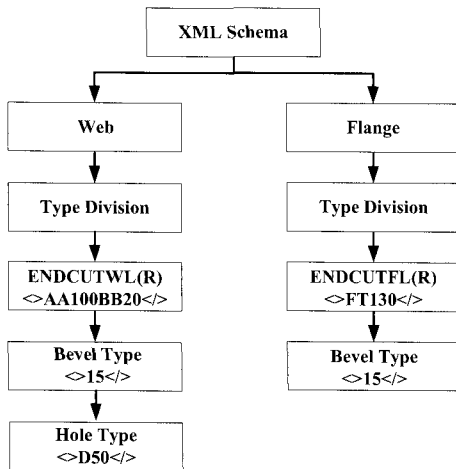 XML Schema
Web
Flange
Type Division
Type Division
ENDCUTWL(R)
<>AA100BB20</>
ENDCUTFL(R)
<>FT130</>
Bevel Type
<>15</>
Bevel Type
<>15</>
Hole Type
<>D50</>